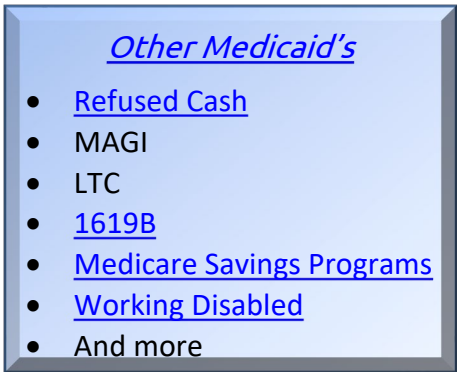 Other Medicaid's
• Refused Cash
• MAGI
• LTC
• 1619B
• Medicare Savings Programs
• Working Disabled
• And more